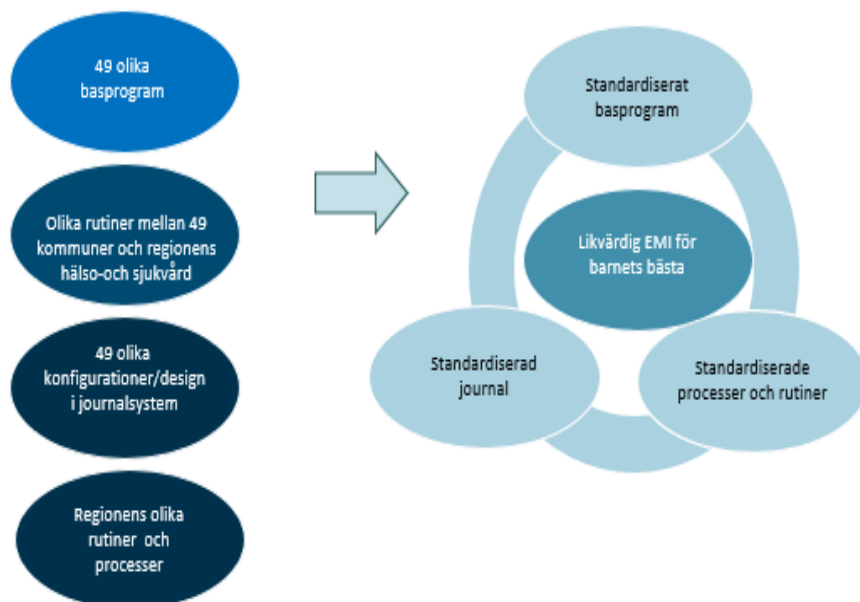 49 olika
basprogram
Olika rutiner mellan 49
kommuner och regionens
hälso-och sjukvård
49 olika
konfigurationer/design
i journalsystem
Regionens olika
rutiner och
processer
Standardiserat
basprogram
Likvärdig EMI för
barnets bästa
Standardiserad
journal
Standardiserade
processer och rutiner